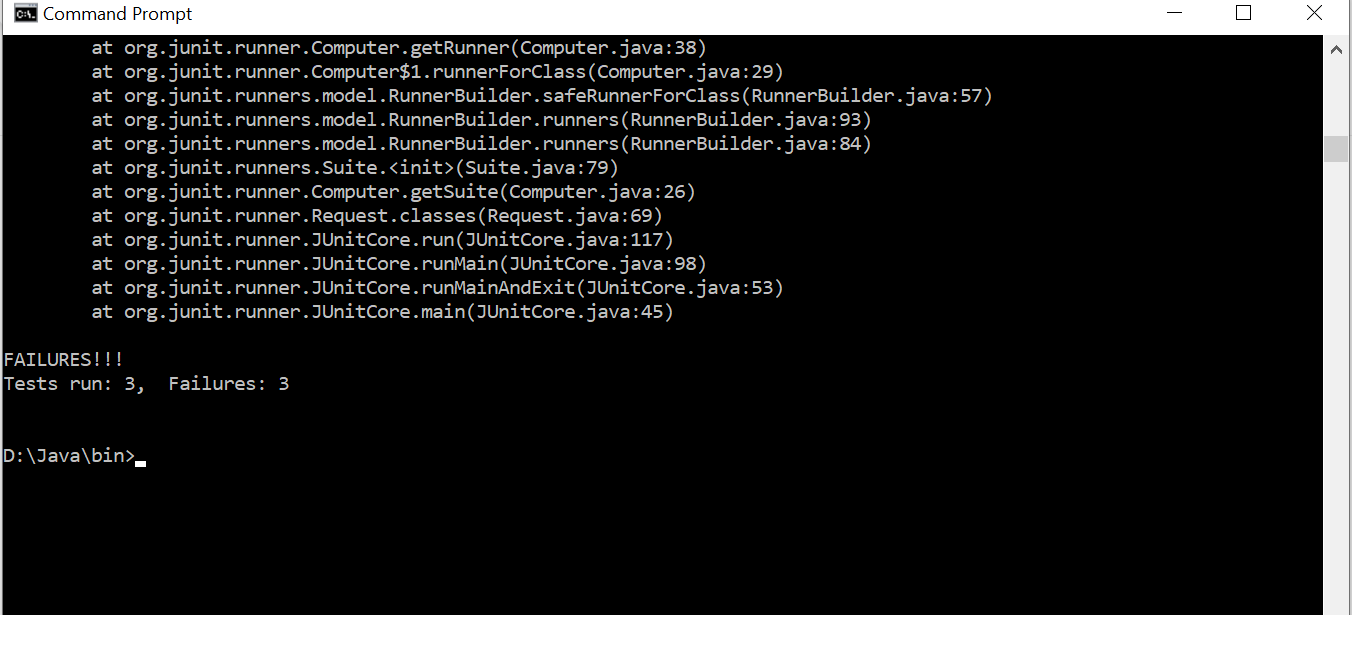 Command Prompt
at org.junit.runner.Computer.getRunner(Computer.java:38)
at org.junit.runner.Computer$1.runnerForClass(Computer.java:29)
at org.junit.runners.model.RunnerBuilder.safeRunnerForClass(RunnerBuilder.java:57)
at org.junit.runners.model.RunnerBuilder.runners(RunnerBuilder.java:93)
at org.junit.runners.model.RunnerBuilder.runners(RunnerBuilder.java:84)
at org.junit.runners.Suite.<init>(Suite.java:79)
at org.junit.runner.Computer.getSuite(Computer.java:26)
at org.junit.runner.Request.classes(Request.java:69)
at org.junit.runner.JUnitCore.run(JUnitCore.java:117)
at org.junit.runner.JUnitCore.runMain(JUnitCore.java:98)
at org.junit.runner.JUnitCore.runMainAndExit(JUnitCore.java:53)
at org.junit.runner.JUnitCore.main(JUnitCore.java:45)
FAILURES!!!
Tests run: 3,  Failures: 3
D:\Java\bin>